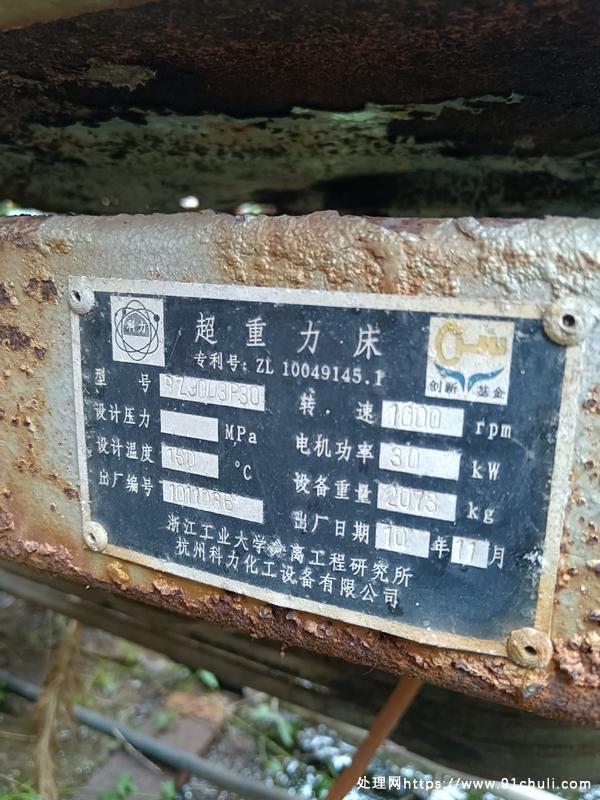 科力
超重力床
创新 基金
专利号: ZL 10049145.1
型号 BZ900S3P30 转速 1000 rpm
设计压力 MPa 电机功率 30 kW
设计温度 150 °C 设备重量 2073 kg
出厂编号 1011036 出厂日期 10 年 11 月
浙江工业大学分离工程研究所
杭州科力化工设备有限公司
处理网https://www.91chuli.com